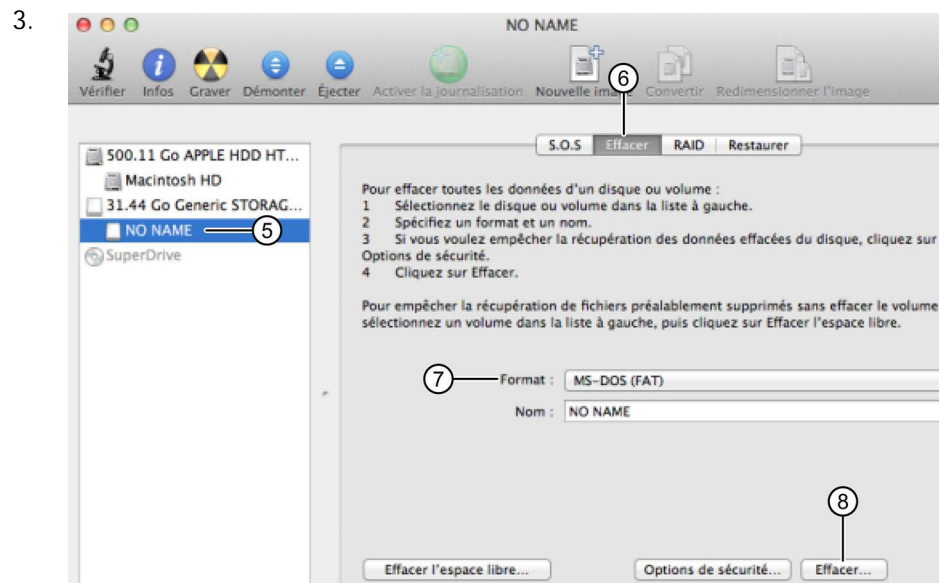 3.
NO NAME
Vérifier Infos Graver Démonter Éjecter Activer la journalisation Nouvelle image Convertir Redimensionner l'image
6
S.O.S Effacer RAID Restaurer
500.11 Go APPLE HDD HT...
Macintosh HD
31.44 Go Generic STORAG...
NO NAME 5
SuperDrive
Pour effacer toutes les données d'un disque ou volume :
1 Sélectionnez le disque ou volume dans la liste à gauche.
2 Spécifiez un format et un nom.
3 Si vous voulez empêcher la récupération des données effacées du disque, cliquez sur
Options de sécurité.
4 Cliquez sur Effacer.
Pour empêcher la récupération de fichiers préalablement supprimés sans effacer le volume
sélectionnez un volume dans la liste à gauche, puis cliquez sur Effacer l'espace libre.
7 Format : MS-DOS (FAT)
Nom : NO NAME
8
Effacer l'espace libre... Options de sécurité... Effacer...